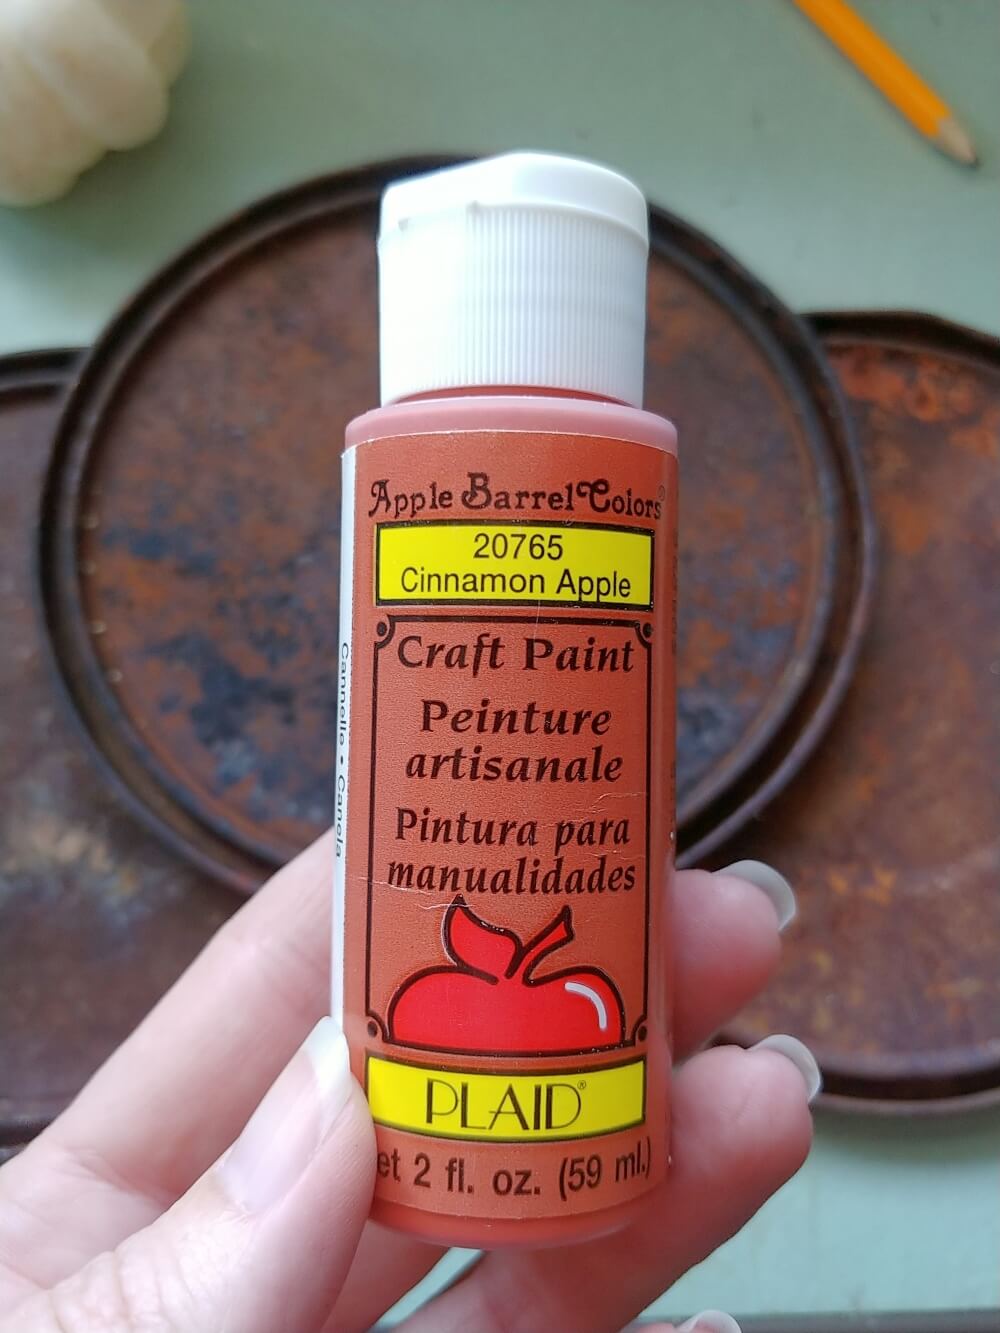 Apple Barrel Colors®
20765
Cinnamon Apple
Craft Paint
Peinture
artisanale
Pintura para
manualidades
PLAID®
et 2 fl. oz. (59 ml.)
Cannelle • Canela